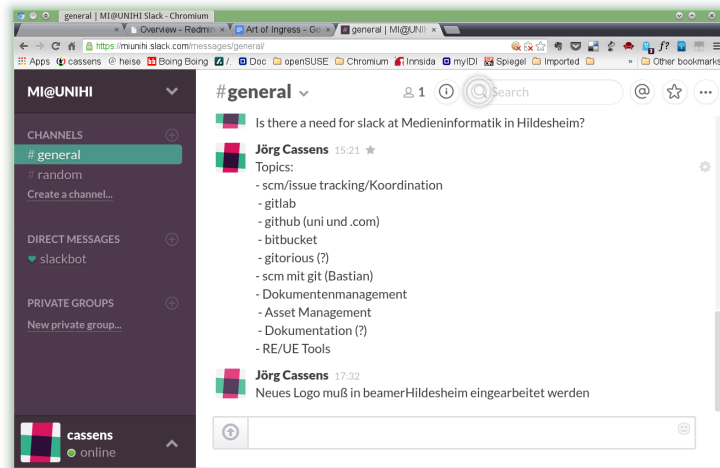 general | MI@UNIHI Slack - Chromium
Overview - Redmin
Art of Ingress - Go
general | MI@UNI
https://miunihi.slack.com/messages/general/
f?
Apps
cassens
heise
Boing Boing
/.
Doc
openSUSE
Chromium
Innsida
myIDI
Spiegel
Imported
»
Other bookmarks
MI@UNIHI
#general
1
Search
CHANNELS
# general
# random
Create a channel...
DIRECT MESSAGES
slackbot
PRIVATE GROUPS
New private group...
cassens
online
Is there a need for slack at Medieninformatik in Hildesheim?
Jörg Cassens 15:21
Topics:
- scm/issue tracking/Koordination
- gitlab
- github (uni und .com)
- bitbucket
- gitorious (?)
- scm mit git (Bastian)
- Dokumentenmanagement
- Asset Management
- Dokumentation (?)
- RE/UE Tools
Jörg Cassens 17:32
Neues Logo muß in beamerHildesheim eingearbeitet werden